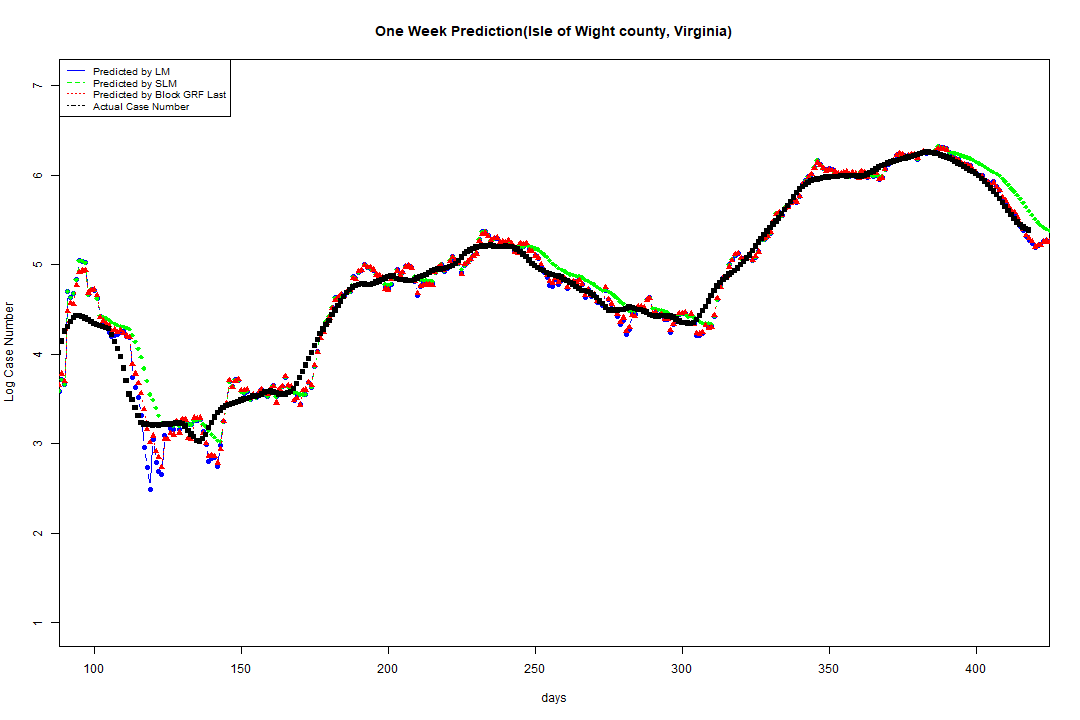 One Week Prediction(Isle of Wight county, Virginia)
Predicted by LM
Predicted by SLM
Predicted by Block GRF Last
Actual Case Number
7
6
5
4
3
2
1
Log Case Number
100 150 200 250 300 350 400
days